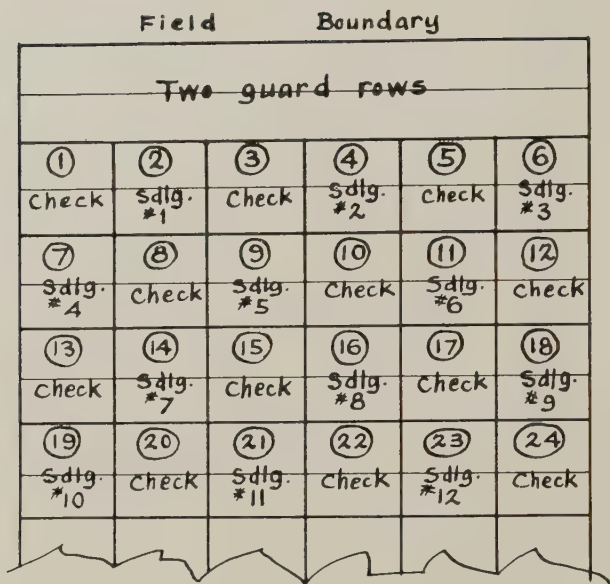 Field Boundary
Two guard rows
1 2 3 4 5 6
Check Sdlg. #1 Check Sdlg. #2 Check Sdlg. #3
7 8 9 10 11 12
Sdlg. #4 Check Sdlg. #5 Check Sdlg. #6 Check
13 14 15 16 17 18
Check Sdlg. #7 Check Sdlg. #8 Check Sdlg. #9
19 20 21 22 23 24
Sdlg. #10 Check Sdlg. #11 Check Sdlg. #12 Check